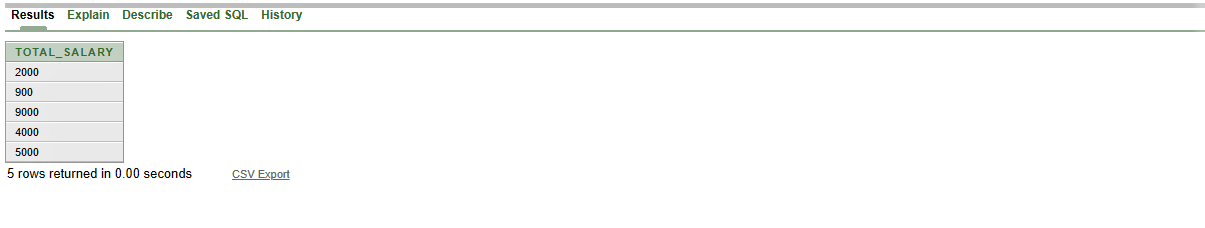 Results Explain Describe Saved SQL History
TOTAL_SALARY
2000
900
9000
4000
5000
5 rows returned in 0.00 seconds CSV Export